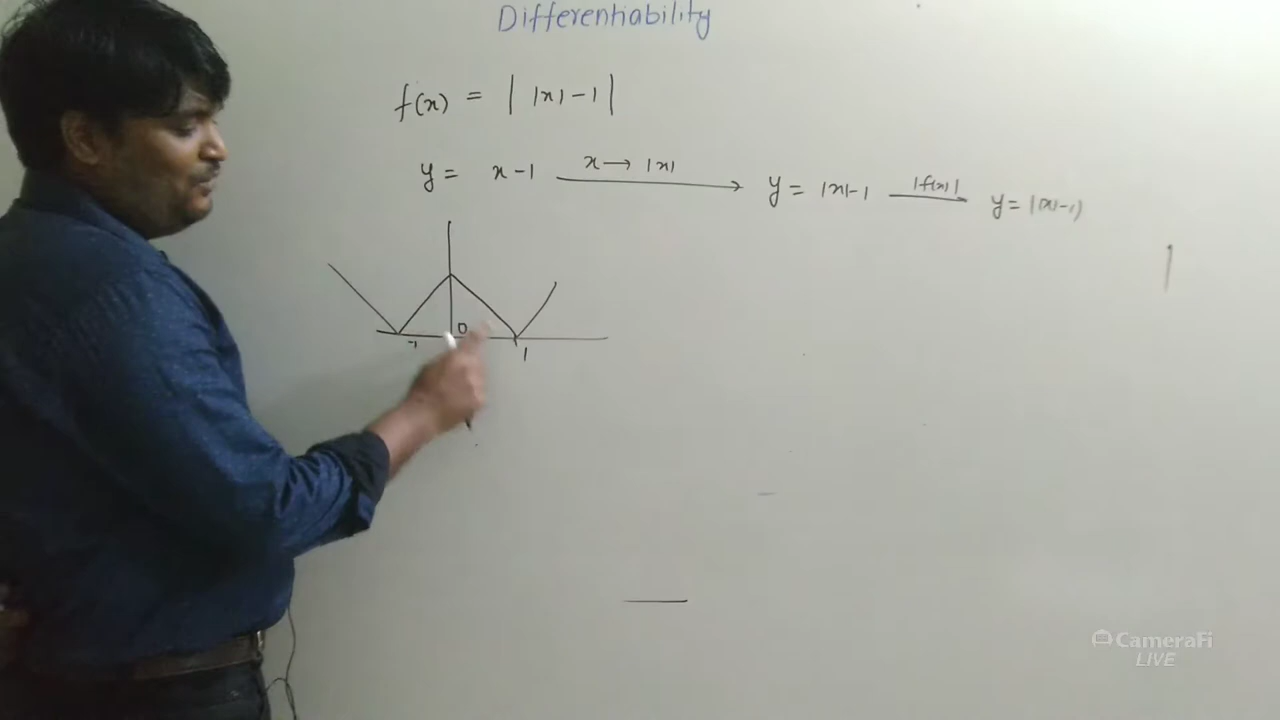 Differentiability
f(x) = | |x| - 1 |
y = x - 1 x → |x| y = |x| - 1 |f(x)| y = ||x| - 1|
0
-1 1
CameraFi
LIVE